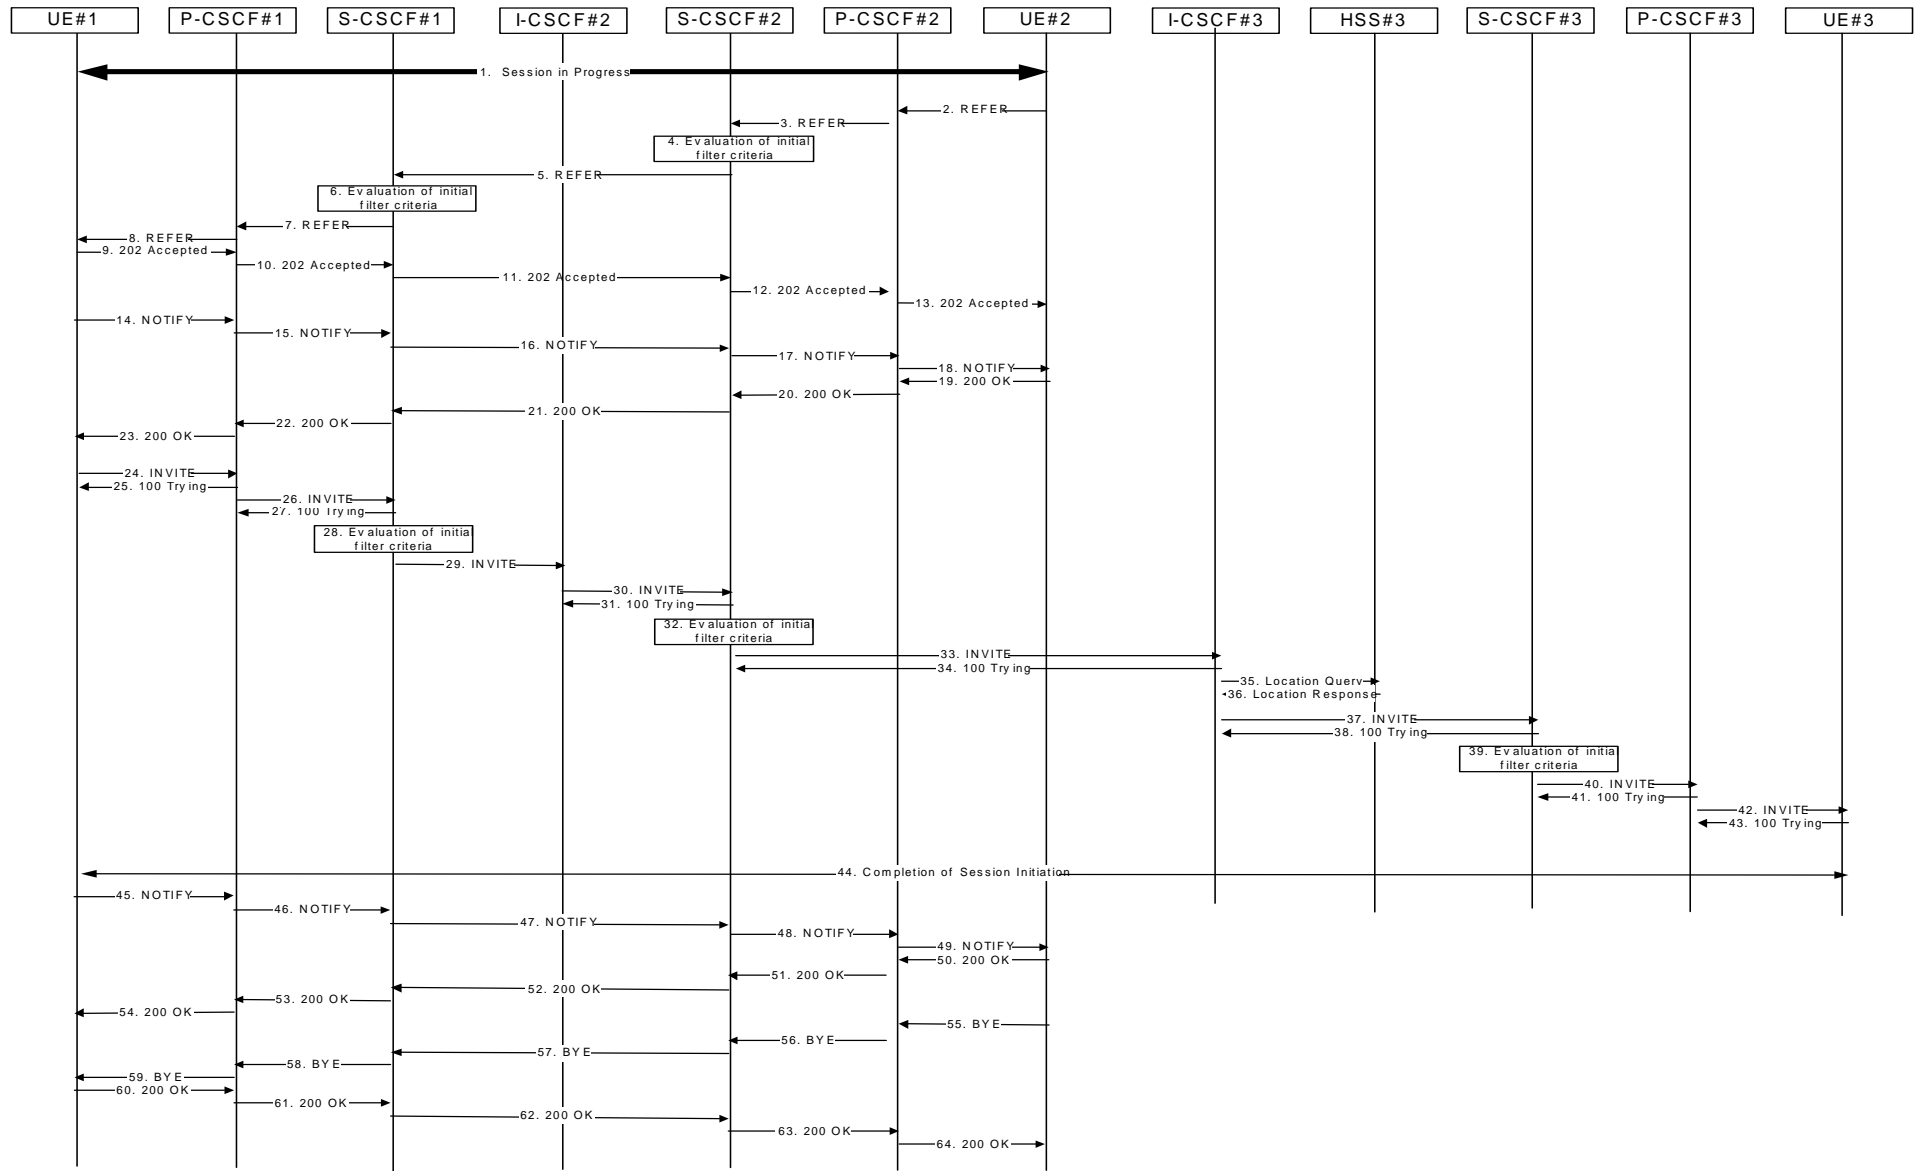 UE#1 P-CSCF#1 S-CSCF#1 I-CSCF#2 S-CSCF#2 P-CSCF#2 UE#2 I-CSCF#3 HSS#3 S-CSCF#3 P-CSCF#3 UE#3
1. Session in Progress
2. REFER
3. REFER
4. Evaluation of initial
filter criteria
5. REFER
6. Evaluation of initial
filter criteria
7. REFER
8. REFER
9. 202 Accepted
10. 202 Accepted
11. 202 Accepted
12. 202 Accepted
13. 202 Accepted
14. NOTIFY
15. NOTIFY
16. NOTIFY
17. NOTIFY
18. NOTIFY
19. 200 OK
20. 200 OK
21. 200 OK
22. 200 OK
23. 200 OK
24. INVITE
25. 100 Trying
26. INVITE
27. 100 Trying
28. Evaluation of initial
filter criteria
29. INVITE
30. INVITE
31. 100 Trying
32. Evaluation of initial
filter criteria
33. INVITE
34. 100 Trying
35. Location Query
36. Location Response
37. INVITE
38. 100 Trying
39. Evaluation of initial
filter criteria
40. INVITE
41. 100 Trying
42. INVITE
43. 100 Trying
44. Completion of Session Initiation
45. NOTIFY
46. NOTIFY
47. NOTIFY
48. NOTIFY
49. NOTIFY
50. 200 OK
51. 200 OK
52. 200 OK
53. 200 OK
54. 200 OK
55. BYE
56. BYE
57. BYE
58. BYE
59. BYE
60. 200 OK
61. 200 OK
62. 200 OK
63. 200 OK
64. 200 OK